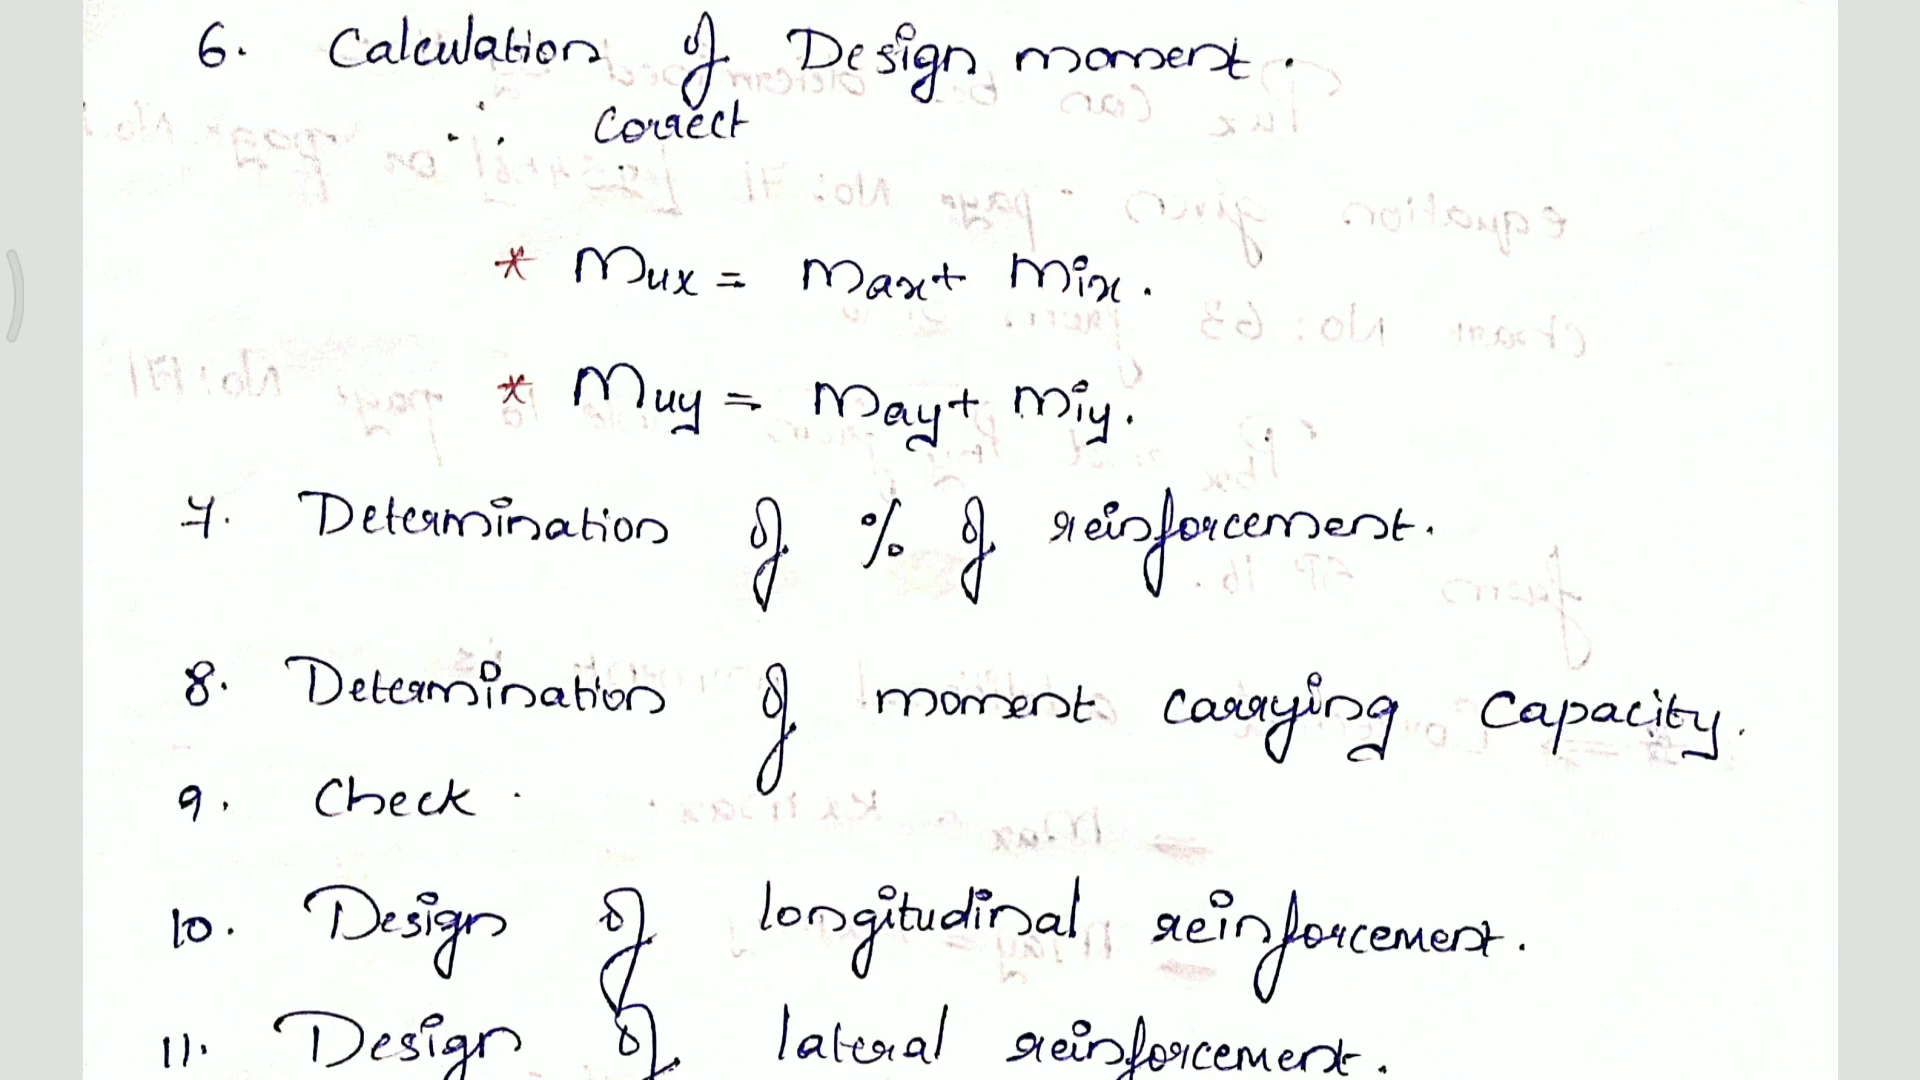 6. Calculation of Design moment.
∴ Correct
* Mux = Max + Mix.
* Muy = May + Miy.
7. Determination of % of reinforcement.
8. Determination of moment carrying capacity.
9. Check.
10. Design of longitudinal reinforcement.
11. Design of lateral reinforcement.